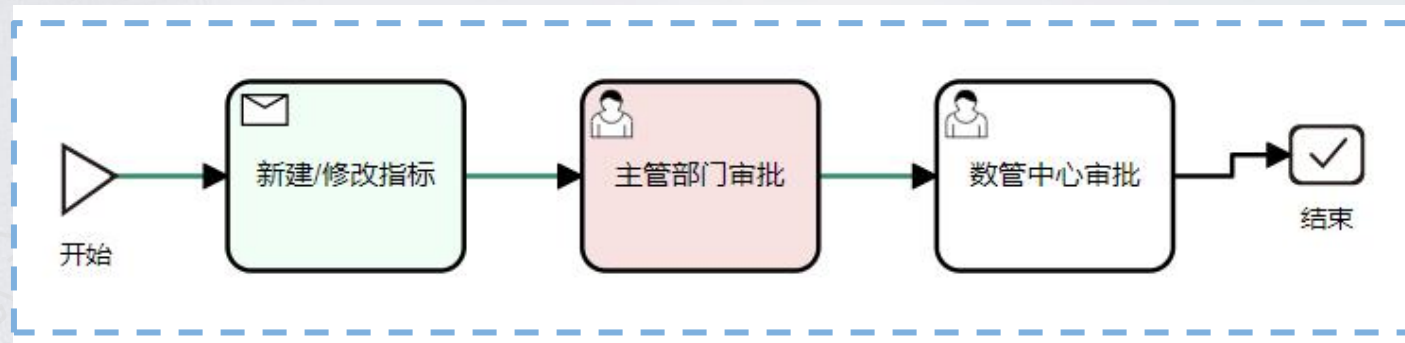 开始
新建/修改指标
主管部门审批
数管中心审批
结束